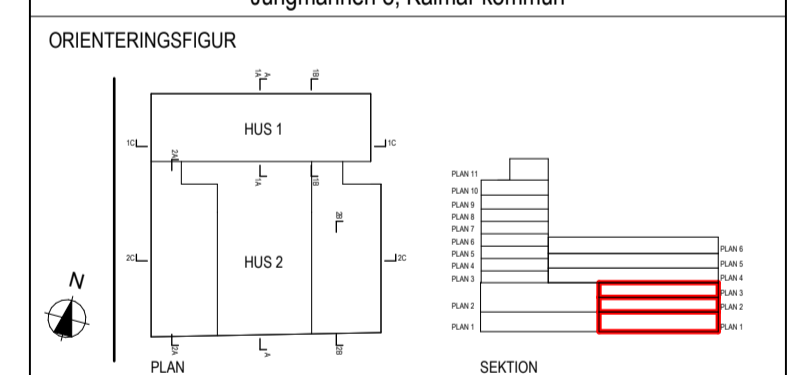 Jungmannen 3, Kalmar kommun
ORIENTERINGSFIGUR
1A A 1B
HUS 1
1C 1C
2A
1A 1B
2B
2C HUS 2 2C
N
2A A 2B
PLAN
PLAN 11
PLAN 10
PLAN 9
PLAN 8
PLAN 7
PLAN 6
PLAN 5
PLAN 4
PLAN 3
PLAN 2
PLAN 1
PLAN 6
PLAN 5
PLAN 4
PLAN 3
PLAN 2
PLAN 1
SEKTION